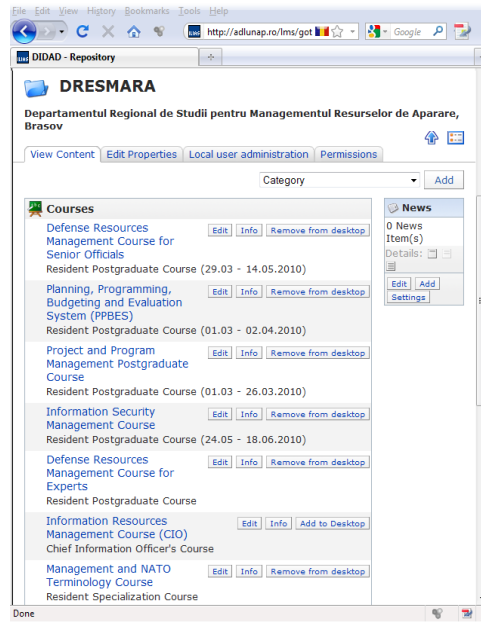 File Edit View History Bookmarks Tools Help
http://adlunap.ro/lms/got
Google
DIDAD - Repository
DRESMARA
Departamentul Regional de Studii pentru Managementul Resurselor de Aparare,
Brasov
View Content Edit Properties Local user administration Permissions
Category Add
Courses
Defense Resources
Management Course for
Senior Officials
Edit Info Remove from desktop
Resident Postgraduate Course (29.03 - 14.05.2010)
Planning, Programming,
Budgeting and Evaluation
System (PPBES)
Edit Info Remove from desktop
Resident Postgraduate Course (01.03 - 02.04.2010)
Project and Program
Management Postgraduate
Course
Edit Info Remove from desktop
Resident Postgraduate Course (01.03 - 26.03.2010)
Information Security
Management Course
Edit Info Remove from desktop
Resident Postgraduate Course (24.05 - 18.06.2010)
Defense Resources
Management Course for
Experts
Edit Info Remove from desktop
Resident Postgraduate Course
Information Resources
Management Course (CIO)
Edit Info Add to Desktop
Chief Information Officer's Course
Management and NATO
Terminology Course
Edit Info Remove from desktop
Resident Specialization Course
News
0 News
Item(s)
Details:
Edit Add
Settings
Done